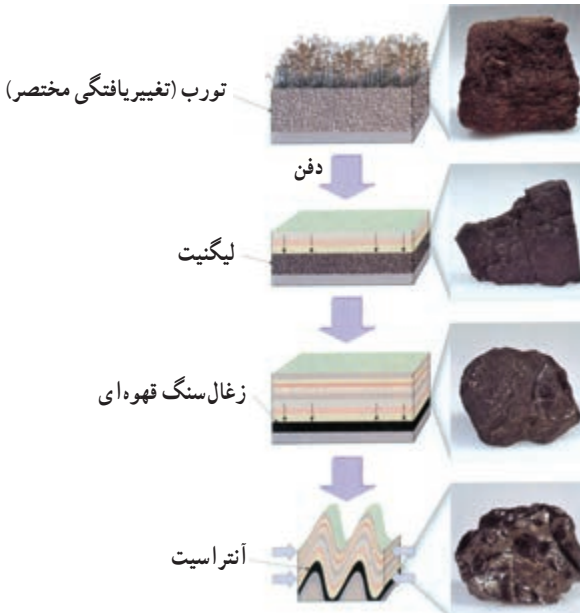 تورب (تغییریافتگی مختصر)
دفن
لیگنیت
زغال‌سنگ قهوه‌ای
آنتراسیت